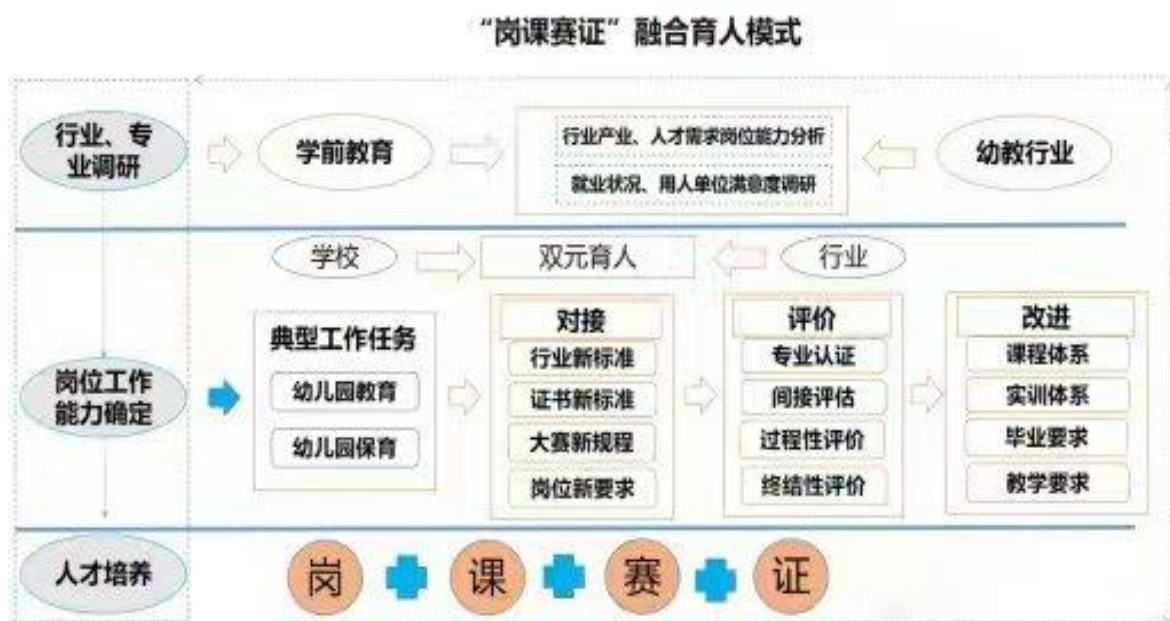 “岗课赛证”融合育人模式
行业、专
业调研
学前教育
行业产业、人才需求岗位能力分析
就业状况、用人单位满意度调研
幼教行业
学校
双元育人
行业
岗位工作
能力确定
典型工作任务
幼儿园教育
幼儿园保育
对接
行业新标准
证书新标准
大赛新规程
岗位新要求
评价
专业认证
间接评估
过程性评价
终结性评价
改进
课程体系
实训体系
毕业要求
教学要求
人才培养
岗
课
赛
证